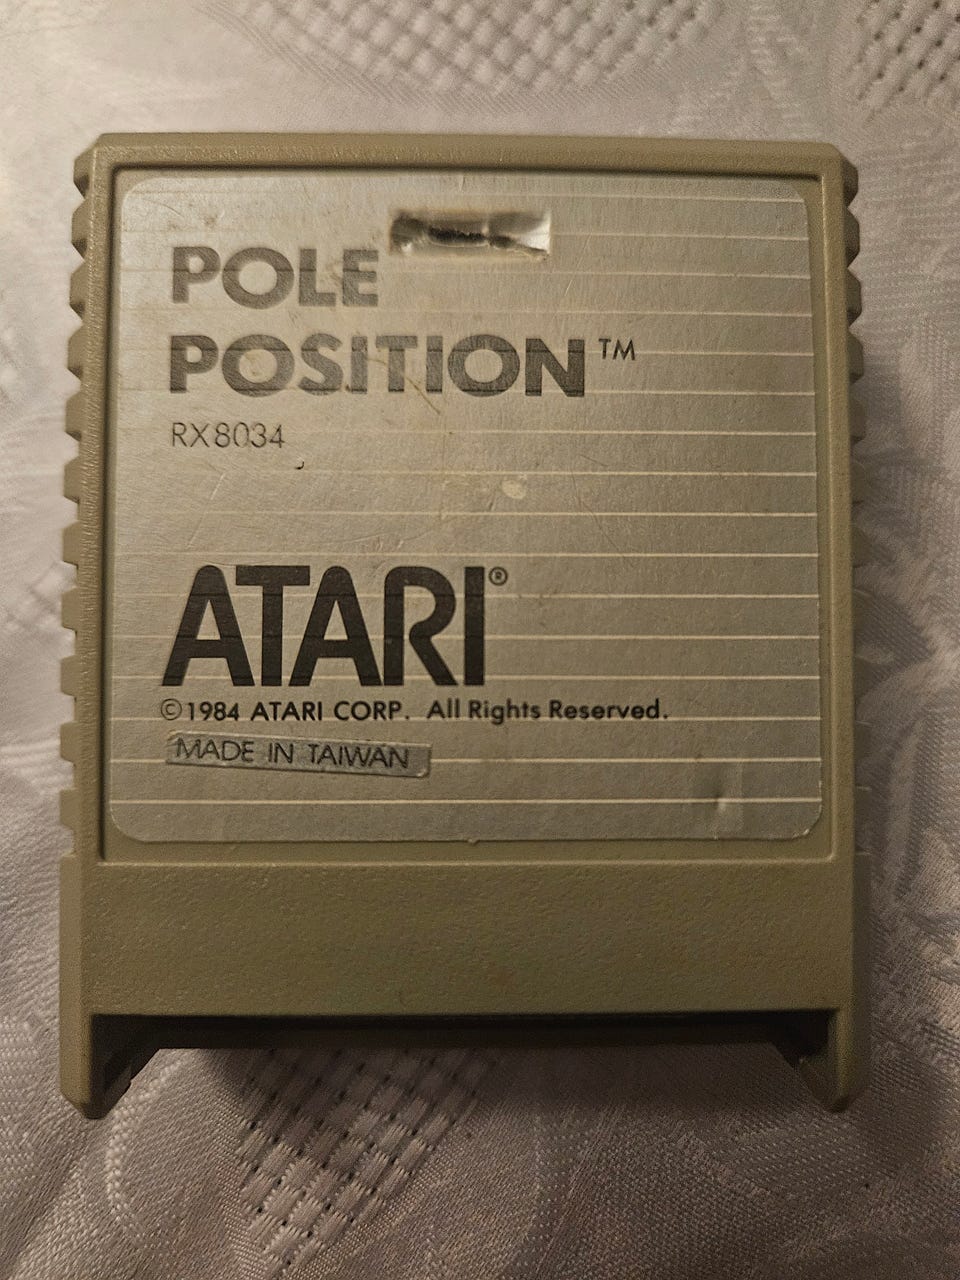 POLE
POSITION™
RX8034
ATARI®
©1984 ATARI CORP. All Rights Reserved.
MADE IN TAIWAN